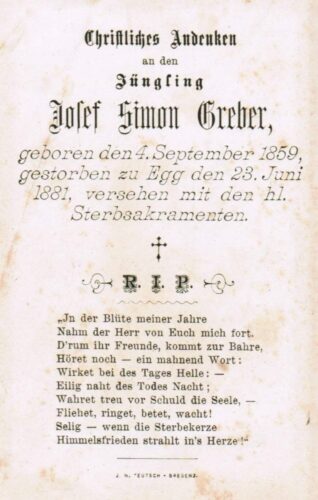 Christliches Andenken
an den
Jüngling
Josef Simon Greber,
geboren den 4. September 1859,
gestorben zu Egg den 23. Juni
1881, versehen mit den hl.
Sterbsakramenten.
R. I. P.
„In der Blüte meiner Jahre
Nahm der Herr von Euch mich fort.
D'rum ihr Freunde, kommt zur Bahre,
Höret noch — ein mahnend Wort:
Wirket bei des Tages Helle: —
Eilig naht des Todes Nacht;
Wahret treu vor Schuld die Seele, —
Fliehet, ringet, betet, wacht!
Selig — wenn die Sterbekerze
Himmelsfrieden strahlt in's Herze!“
J. N. TEUTSCH - BREGENZ.